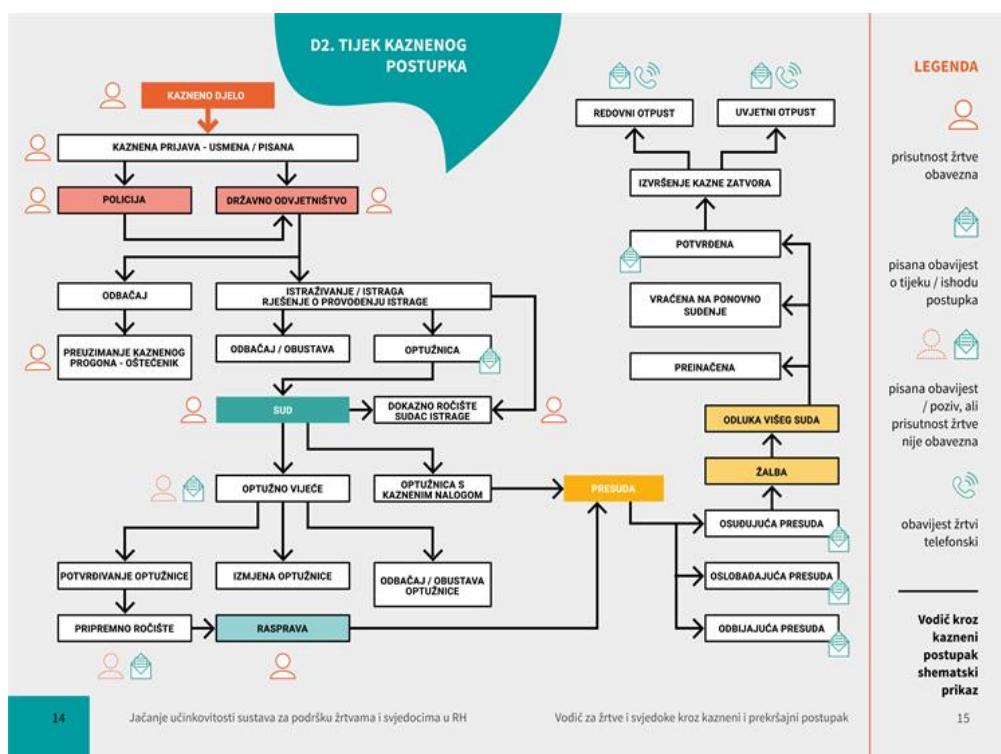 D2. TIJEK KAZNENOG
POSTUPKA
KAZNENO DJELO
KAZNENA PRIJAVA - USMENA / PISANA
POLICIJA
DRŽAVNO ODVJETNIŠTVO
ODBAČAJ
ISTRAŽIVANJE / ISTRAGA
RJEŠENJE O PROVOĐENJU ISTRAGE
PREUZIMANJE KAZNENOG
PROGONA - OŠTEĆENIK
ODBAČAJ / OBUSTAVA
OPTUŽNICA
SUD
DOKAZNO ROČIŠTE
SUDAC ISTRAGE
OPTUŽNO VIJEĆE
OPTUŽNICA S
KAZNENIM NALOGOM
POTVRĐIVANJE OPTUŽNICE
IZMJENA OPTUŽNICE
ODBAČAJ / OBUSTAVA
OPTUŽNICE
PRIPREMNO ROČIŠTE
RASPRAVA
REDOVNI OTPUST
UVJETNI OTPUST
IZVRŠENJE KAZNE ZATVORA
POTVRĐENA
VRAĆENA NA PONOVNO
SUĐENJE
PREINAČENA
ODLUKA VIŠEG SUDA
ŽALBA
PRESUDA
OSUĐUJUĆA PRESUDA
OSLOBAĐAJUĆA PRESUDA
ODBIJAJUĆA PRESUDA
LEGENDA
prisutnost žrtve
obavezna
pisana obavijest
o tijeku / ishodu
postupka
pisana obavijest
/ poziv, ali
prisutnost žrtve
nije obavezna
obavijest žrtvi
telefonski
Vodič kroz
kazneni
postupak
shematski
prikaz
14
Jačanje učinkovitosti sustava za podršku žrtvama i svjedocima u RH
Vodič za žrtve i svjedoke kroz kazneni i prekršajni postupak
15